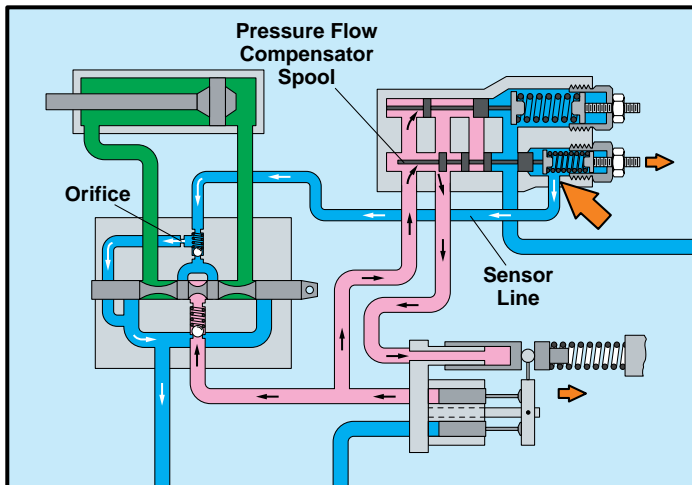 Pressure Flow
Compensator
Spool
Orifice
Sensor
Line